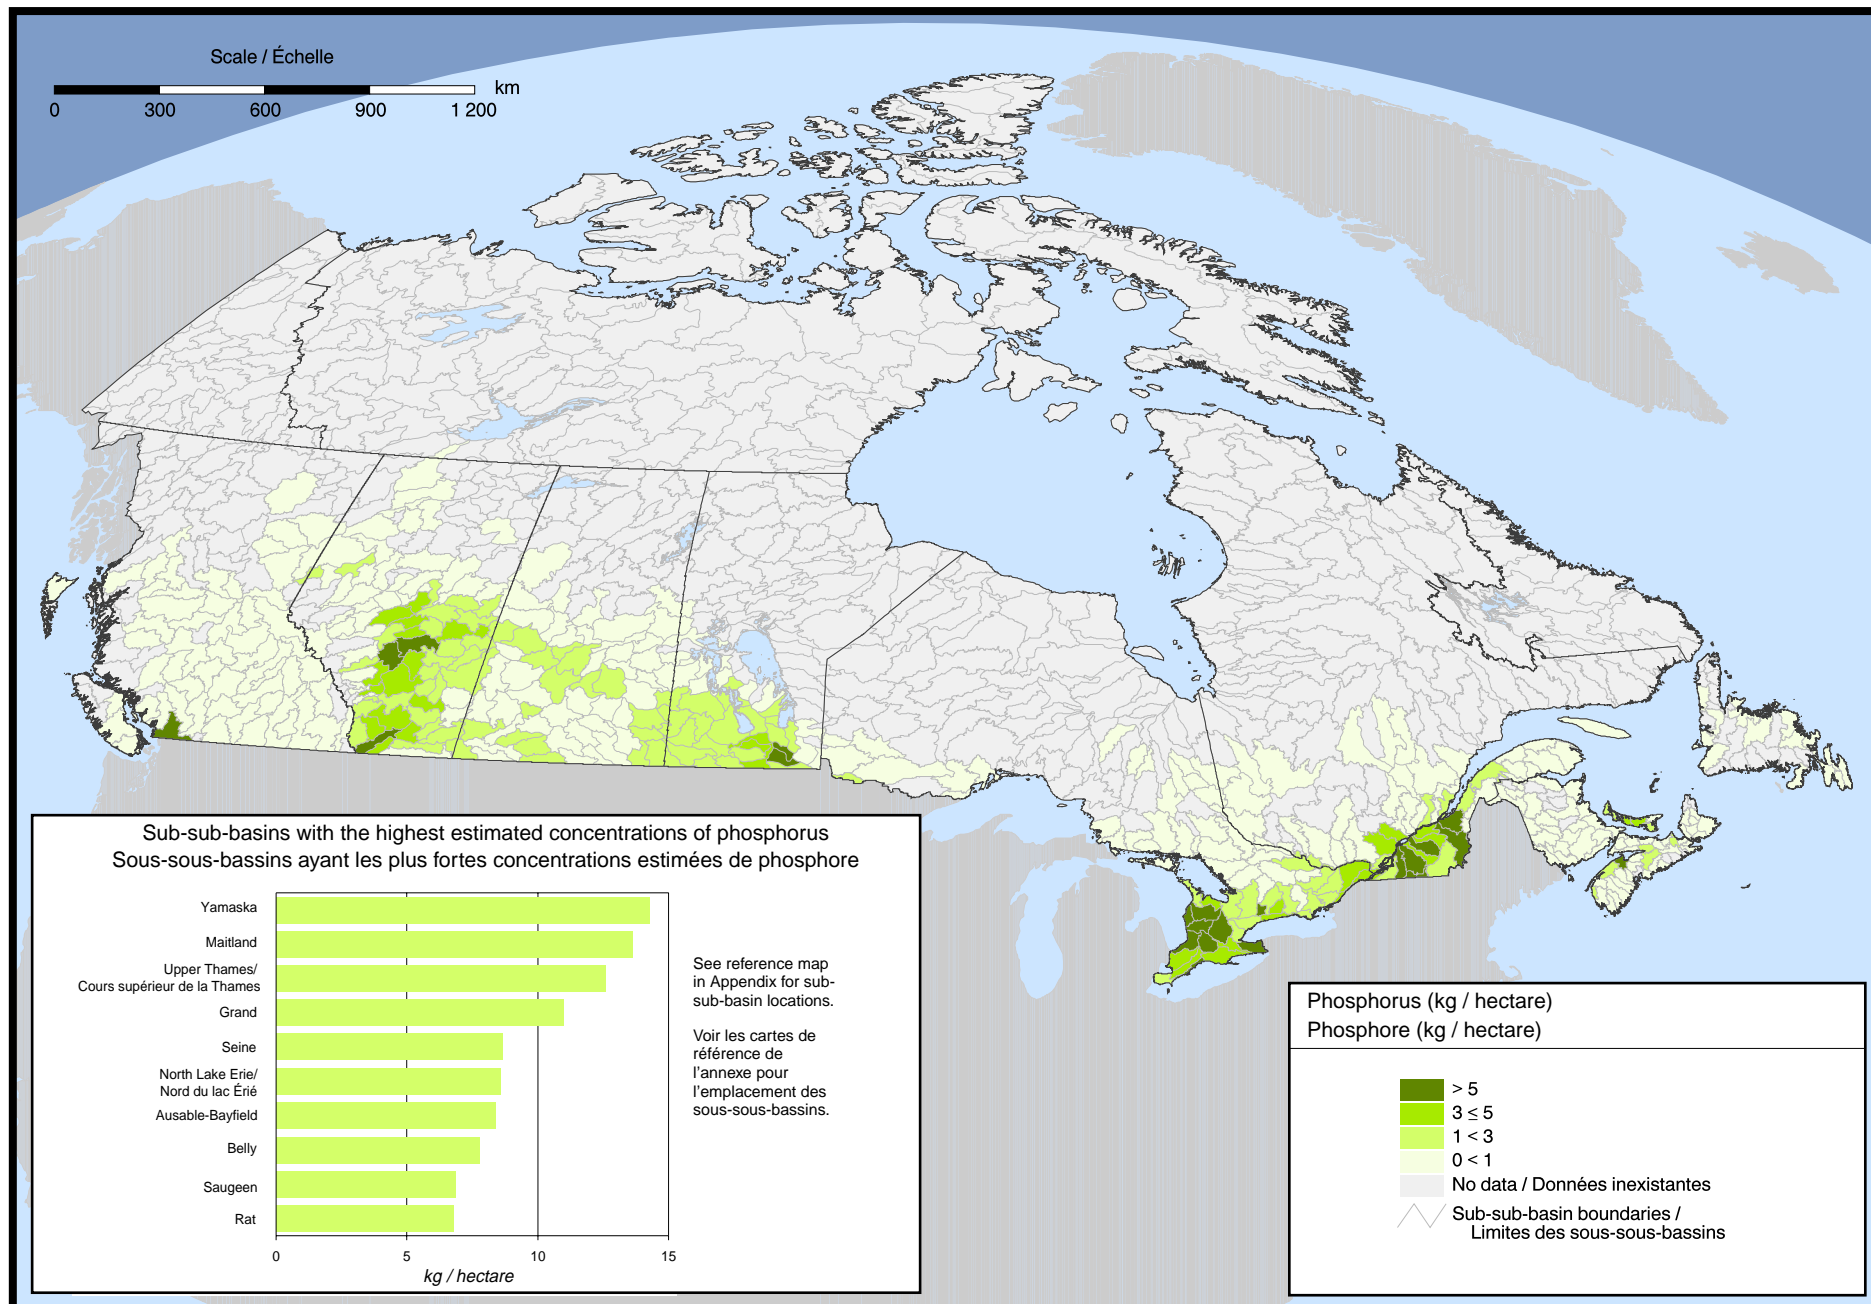 Scale / Échelle
km
0 300 600 900 1 200
Sub-sub-basins with the highest estimated concentrations of phosphorus
Sous-sous-bassins ayant les plus fortes concentrations estimées de phosphore
Yamaska
Maitland
Upper Thames/
Cours supérieur de la Thames
Grand
Seine
North Lake Erie/
Nord du lac Érié
Ausable-Bayfield
Belly
Saugeen
Rat
0 5 10 15
kg / hectare
See reference map
in Appendix for sub-
sub-basin locations.
Voir les cartes de
référence de
l'annexe pour
l'emplacement des
sous-sous-bassins.
Phosphorus (kg / hectare)
Phosphore (kg / hectare)
> 5
3 ≤ 5
1 < 3
0 < 1
No data / Données inexistantes
Sub-sub-basin boundaries /
Limites des sous-sous-bassins